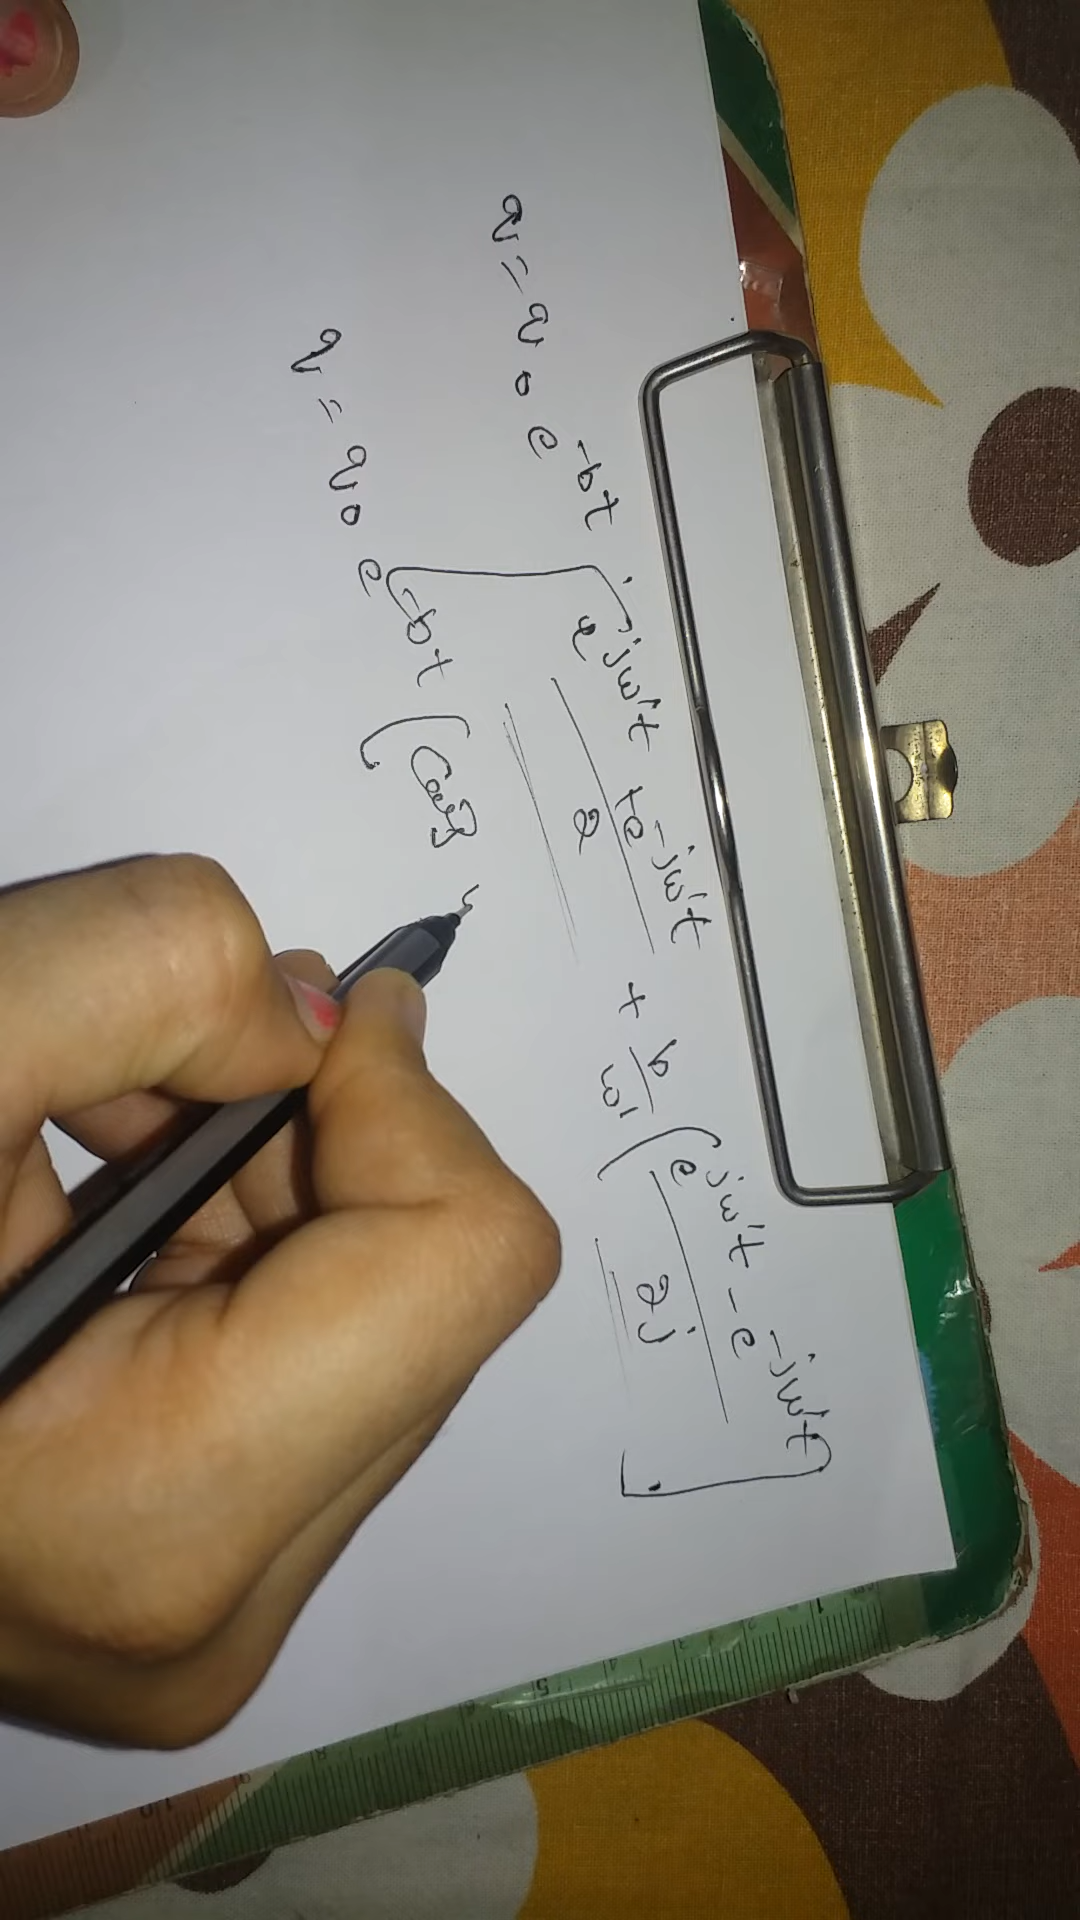 q = q₀ e^{-bt} [ (e^{jω't} + e^{-jω't})/2 + b/ω' ( (e^{jω't} - e^{-jω't})/2j ]
q = q₀ e^{-bt} ( Cos